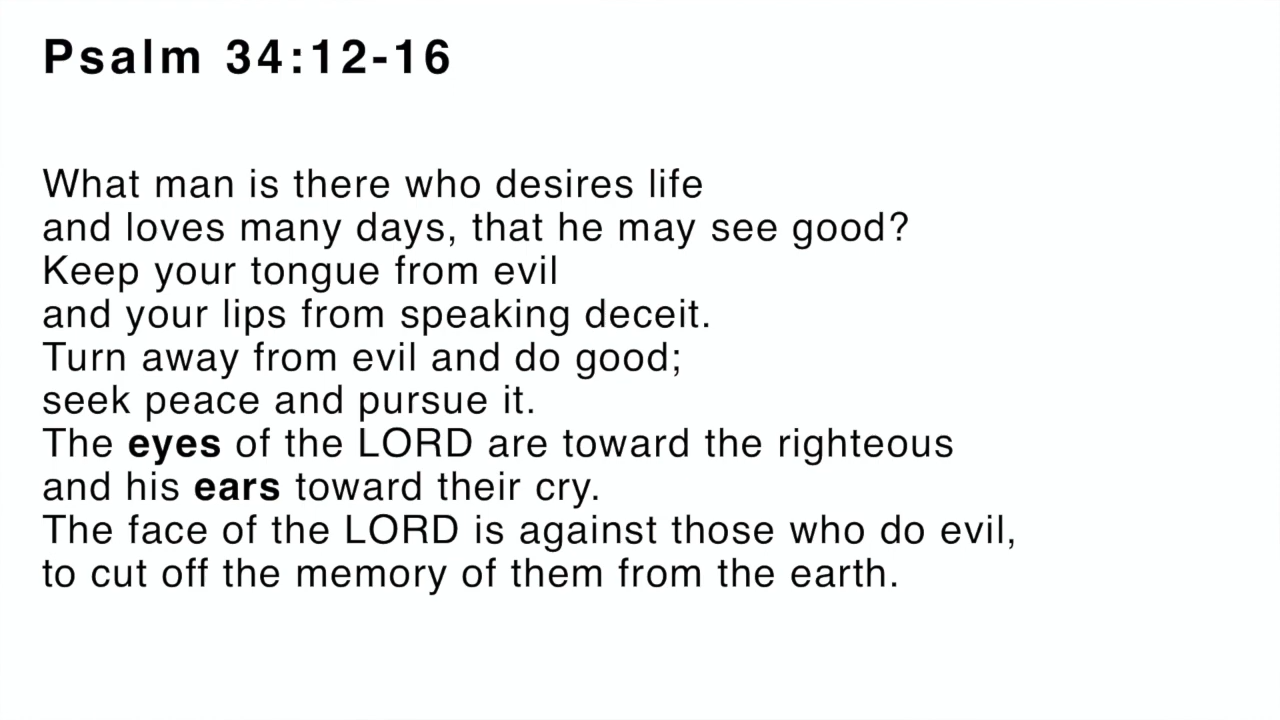 Psalm 34:12-16
What man is there who desires life
and loves many days, that he may see good?
Keep your tongue from evil
and your lips from speaking deceit.
Turn away from evil and do good;
seek peace and pursue it.
The eyes of the LORD are toward the righteous
and his ears toward their cry.
The face of the LORD is against those who do evil,
to cut off the memory of them from the earth.